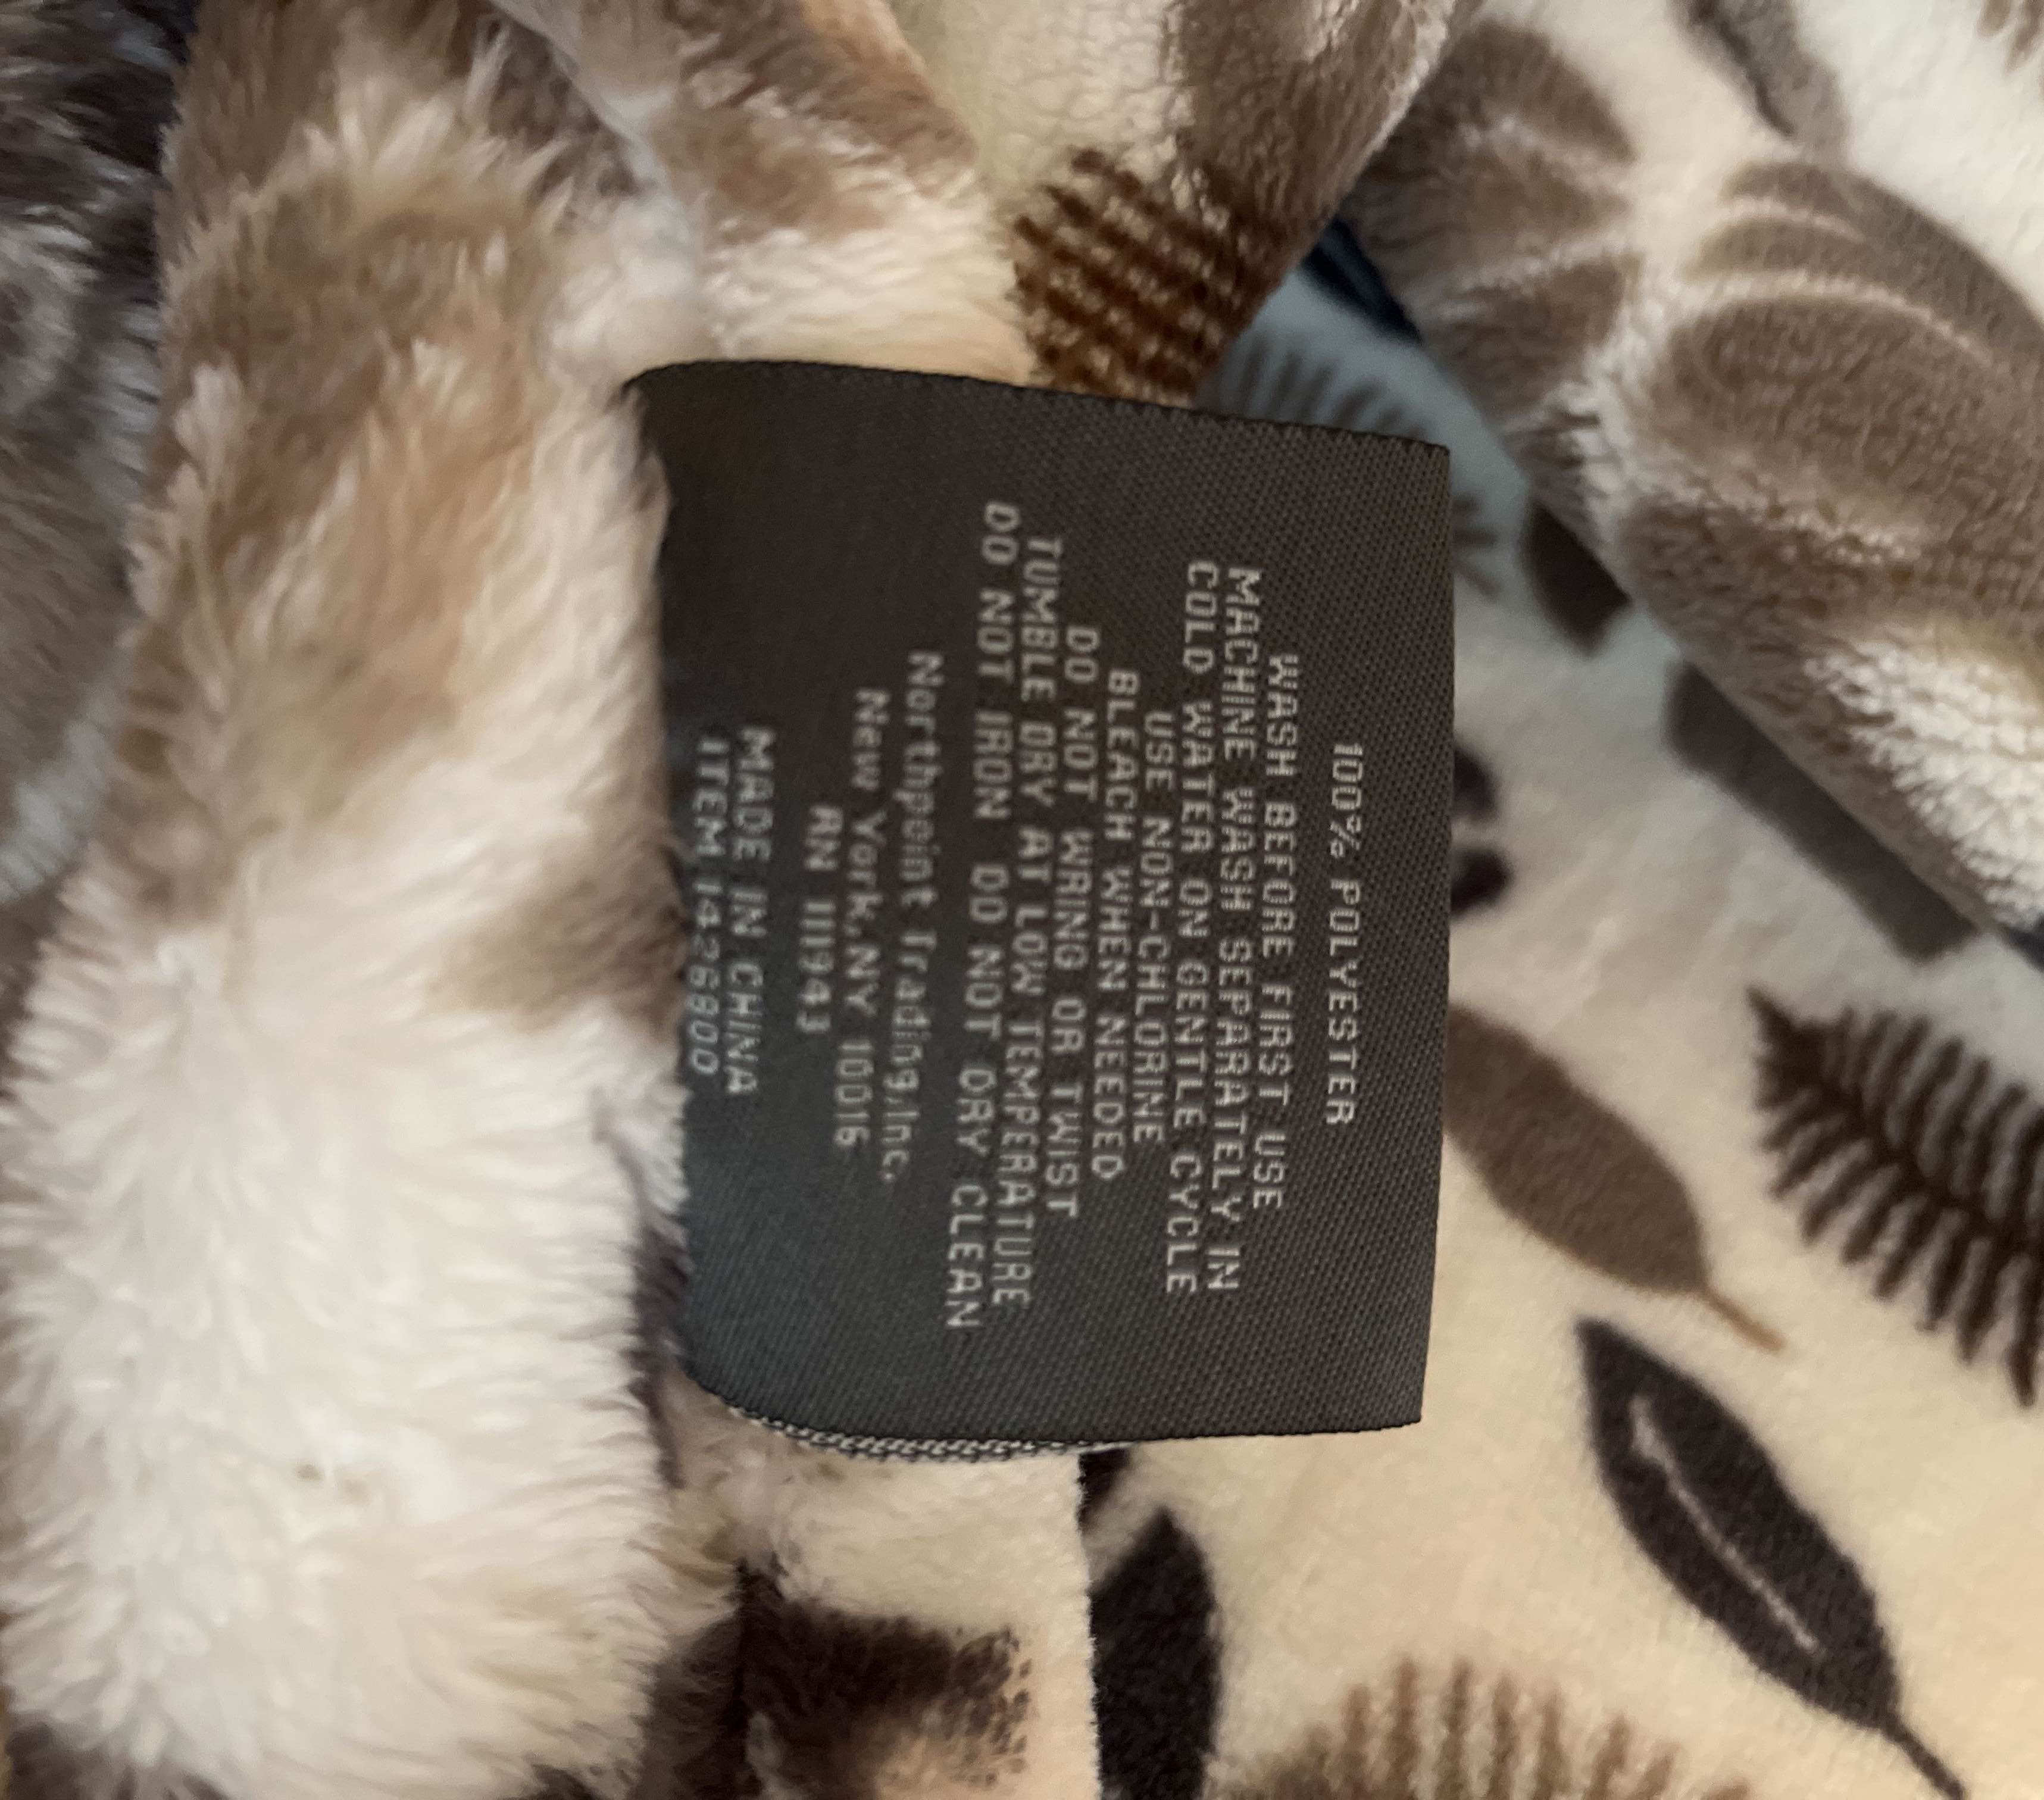 100% POLYESTER
WASH BEFORE FIRST USE
MACHINE WASH SEPARATELY IN
COLD WATER ON GENTLE CYCLE
USE NON-CHLORINE
BLEACH WHEN NEEDED
DO NOT WRING OR TWIST
TUMBLE DRY AT LOW TEMPERATURE
DO NOT IRON DO NOT DRY CLEAN
Northpoint Trading,Inc.
New York,NY 10016
RN 111943
MADE IN CHINA
ITEM 1426800